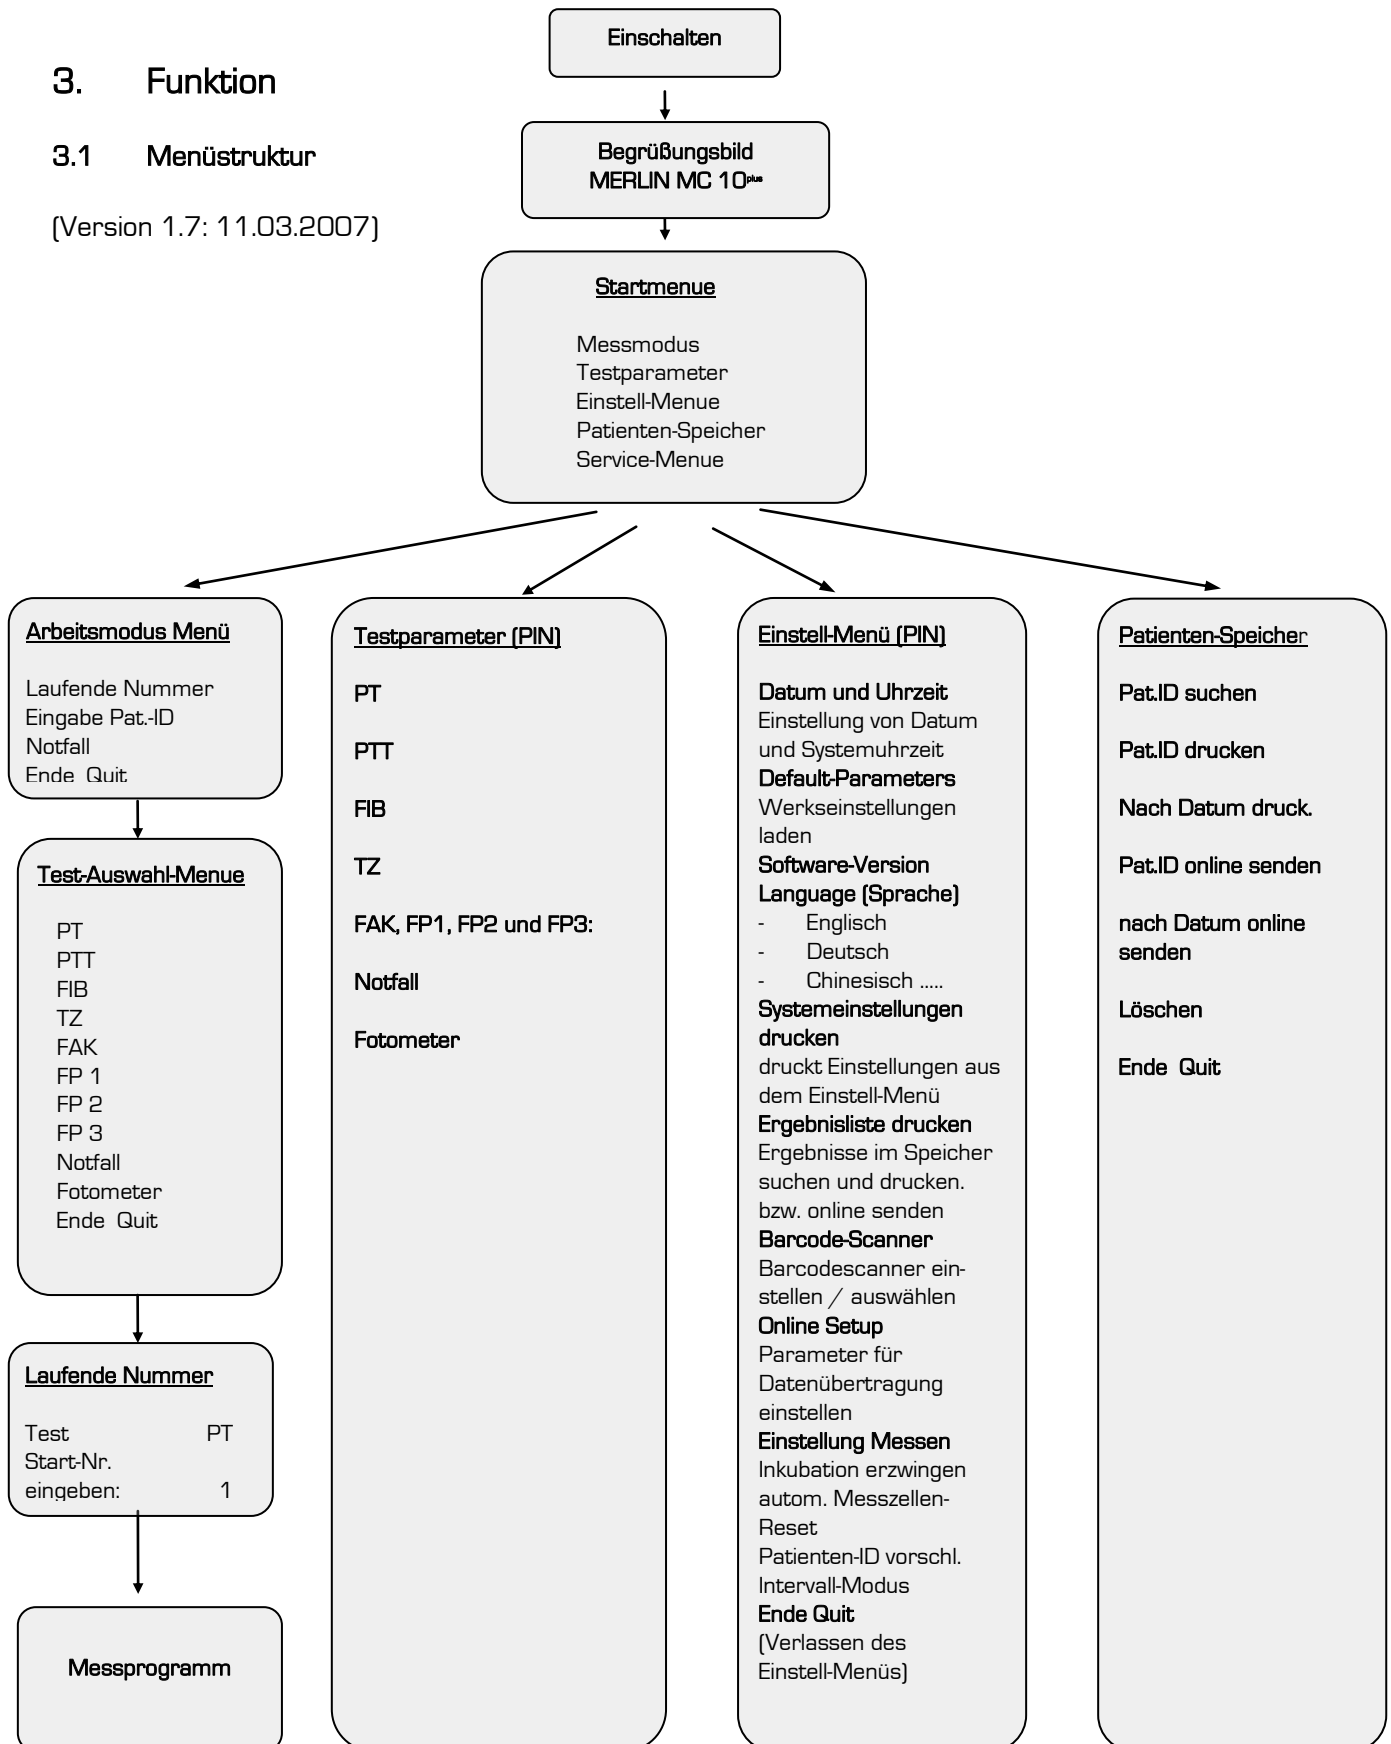 Einschalten
3. Funktion
3.1 Menüstruktur
(Version 1.7: 11.03.2007)
Begrüßungsbild
MERLIN MC 10plus
Startmenue
Messmodus
Testparameter
Einstell-Menue
Patienten-Speicher
Service-Menue
Arbeitsmodus Menü
Laufende Nummer
Eingabe Pat.-ID
Notfall
Ende Quit
Test-Auswahl-Menue
PT
PTT
FIB
TZ
FAK
FP 1
FP 2
FP 3
Notfall
Fotometer
Ende Quit
Laufende Nummer
Test PT
Start-Nr.
eingeben: 1
Messprogramm
Testparameter (PIN)
PT
PTT
FIB
TZ
FAK, FP1, FP2 und FP3:
Notfall
Fotometer
Einstell-Menü (PIN)
Datum und Uhrzeit
Einstellung von Datum
und Systemuhrzeit
Default-Parameters
Werkseinstellungen
laden
Software-Version
Language (Sprache)
- Englisch
- Deutsch
- Chinesisch .....
Systemeinstellungen
drucken
druckt Einstellungen aus
dem Einstell-Menü
Ergebnisliste drucken
Ergebnisse im Speicher
suchen und drucken.
bzw. online senden
Barcode-Scanner
Barcodescanner ein-
stellen / auswählen
Online Setup
Parameter für
Datenübertragung
einstellen
Einstellung Messen
Inkubation erzwingen
autom. Messzellen-
Reset
Patienten-ID vorschl.
Intervall-Modus
Ende Quit
(Verlassen des
Einstell-Menüs)
Patienten-Speicher
Pat.ID suchen
Pat.ID drucken
Nach Datum druck.
Pat.ID online senden
nach Datum online
senden
Löschen
Ende Quit